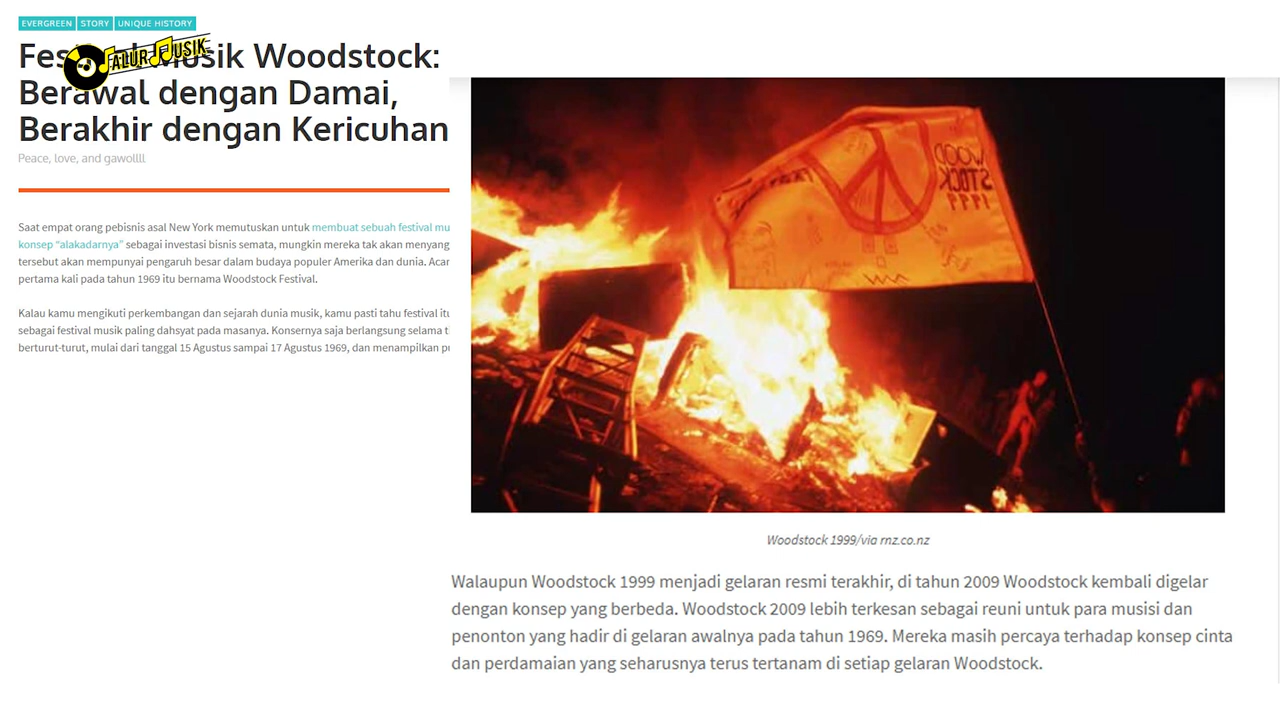 EVERGREEN STORY UNIQUE HISTORY
Festival Musik Woodstock:
ALUR MUSIK
Berawal dengan Damai,
Berakhir dengan Kericuhan
Peace, love, and gawollll
Saat empat orang pebisnis asal New York memutuskan untuk membuat sebuah festival mu
konsep “alakadarnya” sebagai investasi bisnis semata, mungkin mereka tak akan menyang
tersebut akan mempunyai pengaruh besar dalam budaya populer Amerika dan dunia. Acar
pertama kali pada tahun 1969 itu bernama Woodstock Festival.
Kalau kamu mengikuti perkembangan dan sejarah dunia musik, kamu pasti tahu festival itu
sebagai festival musik paling dahsyat pada masanya. Konsernya saja berlangsung selama t
berturut-turut, mulai dari tanggal 15 Agustus sampai 17 Agustus 1969, dan menampilkan pu
WOOD
STOCK
1999
Woodstock 1999/via rnz.co.nz
Walaupun Woodstock 1999 menjadi gelaran resmi terakhir, di tahun 2009 Woodstock kembali digelar
dengan konsep yang berbeda. Woodstock 2009 lebih terkesan sebagai reuni untuk para musisi dan
penonton yang hadir di gelaran awalnya pada tahun 1969. Mereka masih percaya terhadap konsep cinta
dan perdamaian yang seharusnya terus tertanam di setiap gelaran Woodstock.